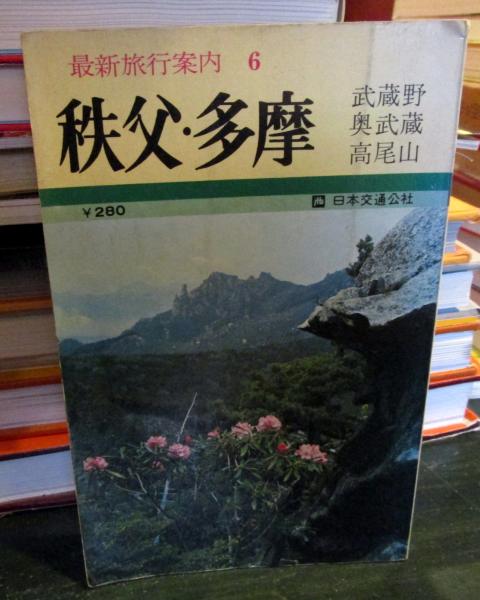 最新旅行案内 6
秩父・多摩
武蔵野
奥武蔵
高尾山
￥280
日本交通公社